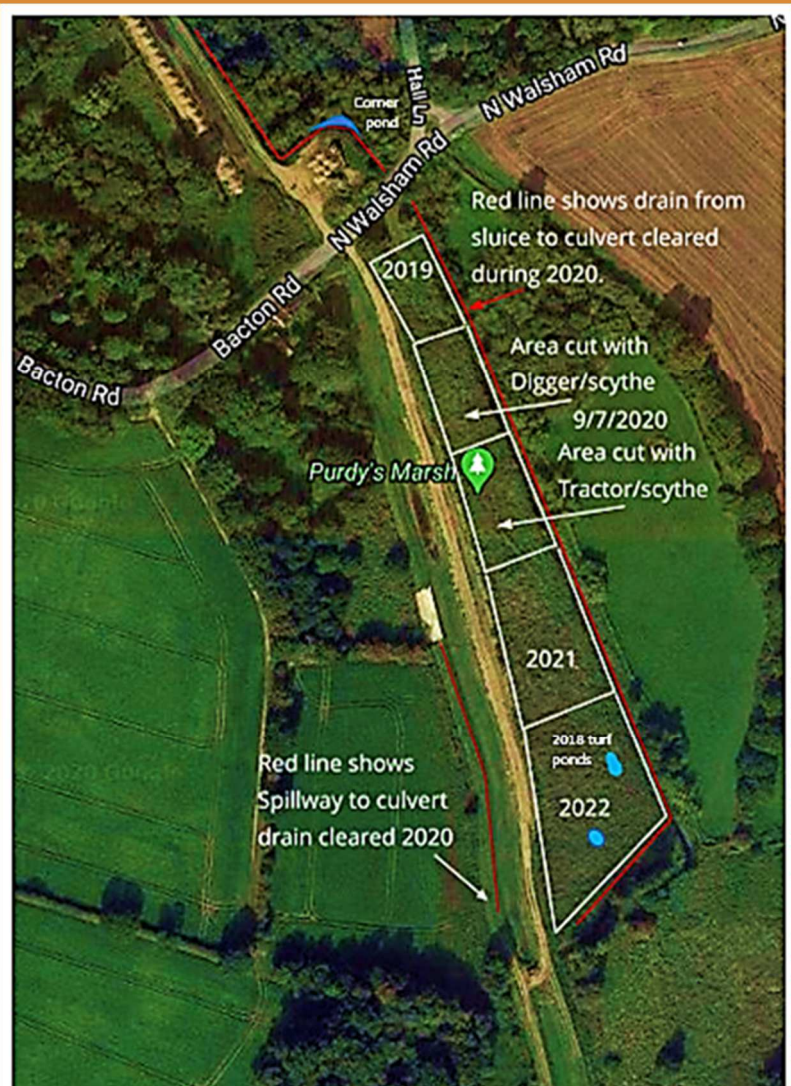 Corner
pond
Hall Ln
N Walsham Rd
N Walsham Rd
Red line shows drain from
sluice to culvert cleared
during 2020.
2019
Bacton Rd
Bacton Rd
Area cut with
Digger/scythe
9/7/2020
Area cut with
Tractor/scythe
Purdy's Marsh
2021
2018 turf
ponds
2022
Red line shows
Spillway to culvert
drain cleared 2020